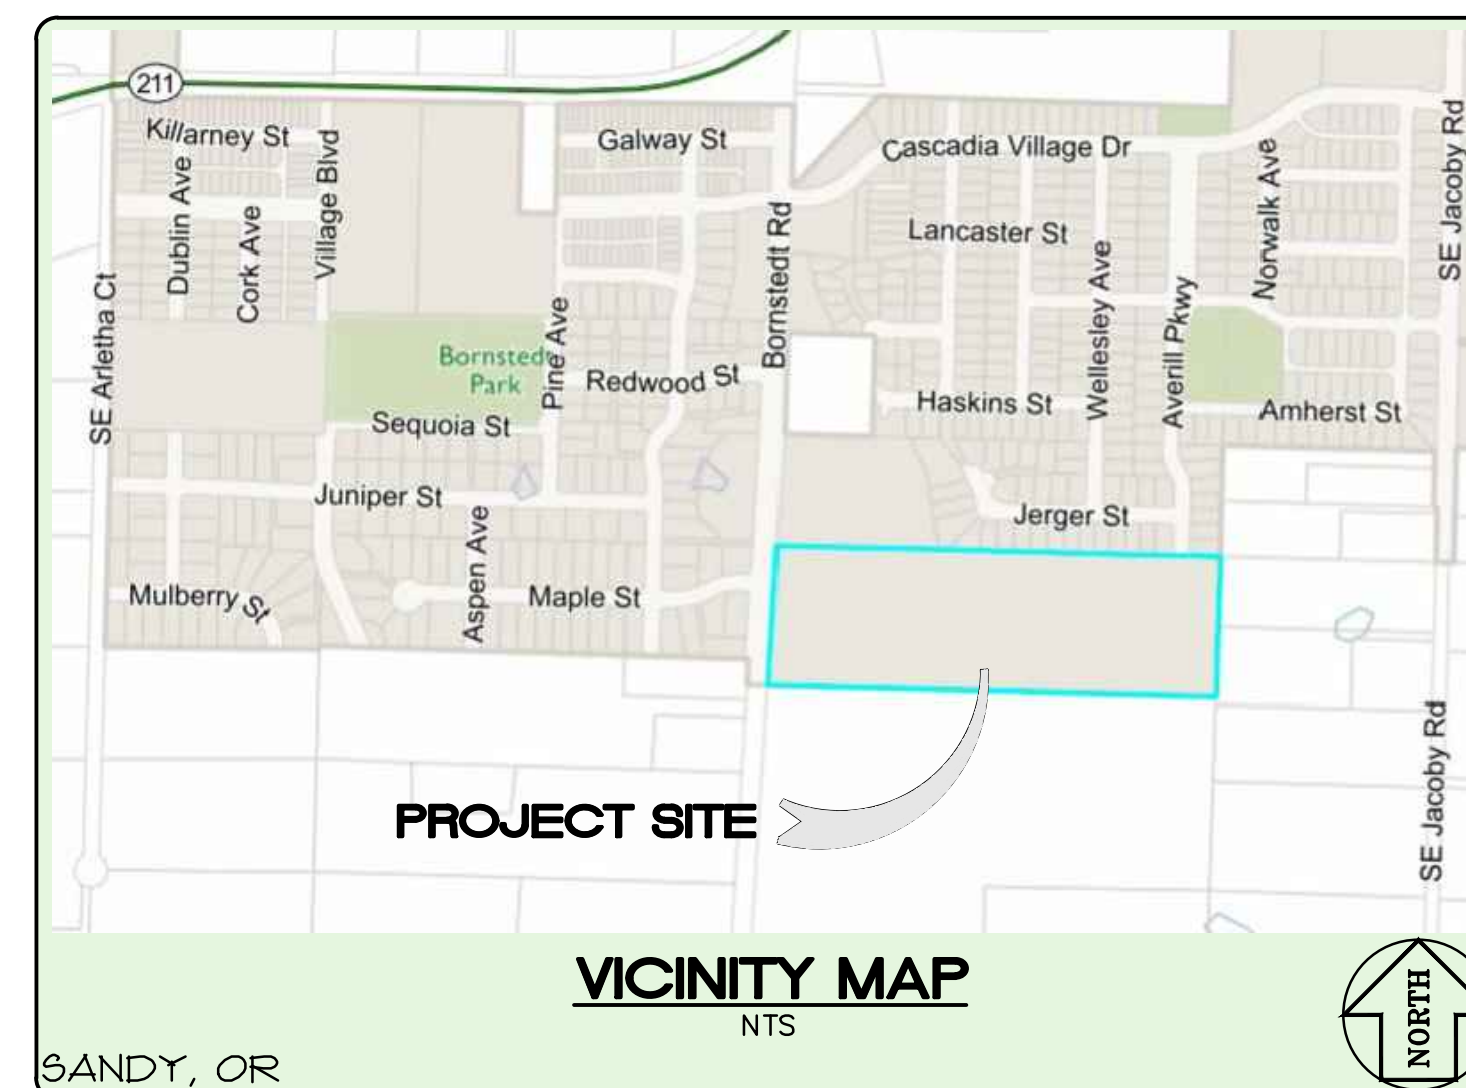 211
Killarney St
Galway St
Cascadia Village Dr
SE Jacoby Rd
Dublin Ave
Cork Ave
Village Blvd
Norwalk Ave
Lancaster St
Bornstedt Rd
Wellesley Ave
Averill Pkwy
SE Arletha Ct
Bornstedt
Park
Pine Ave
Redwood St
Haskins St
Amherst St
Sequoia St
Juniper St
Jerger St
Aspen Ave
Mulberry St
Maple St
SE Jacoby Rd
PROJECT SITE
VICINITY MAP
NTS
NORTH
SANDY, OR